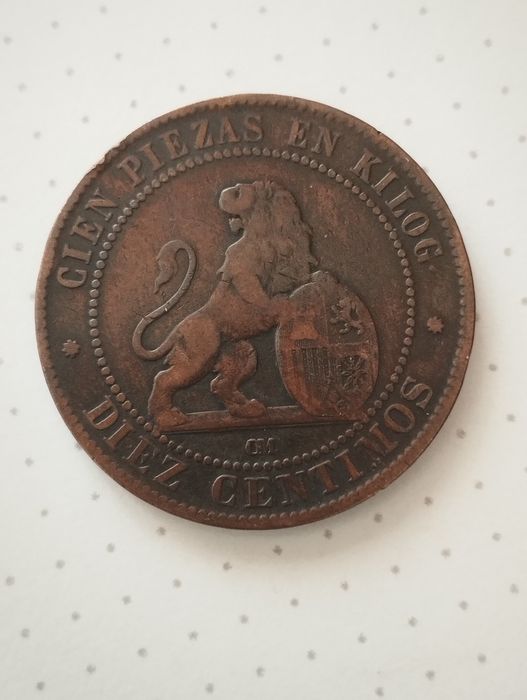 CIEN PIEZAS EN KILOG.
OM
DIEZ CENTIMOS